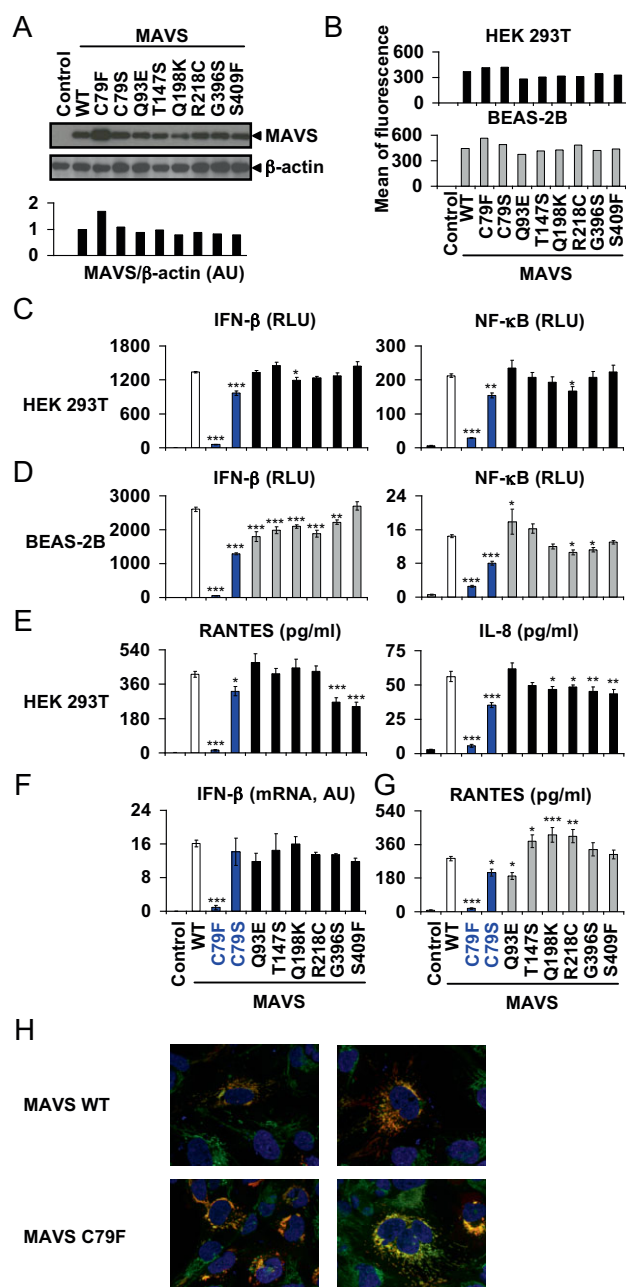 A
MAVS
Control
WT
C79F
C79S
Q93E
T147S
Q198K
R218C
G396S
S409F
MAVS
β-actin
2
1
0
MAVS/β-actin (AU)
B
HEK 293T
600
300
0
BEAS-2B
600
300
0
Mean of fluorescence
Control
WT
C79F
C79S
Q93E
T147S
Q198K
R218C
G396S
S409F
MAVS
C
HEK 293T
IFN-β (RLU)
1800
1200
600
0
***
***
*
NF-κB (RLU)
300
200
100
0
***
**
*
D
BEAS-2B
IFN-β (RLU)
3000
2000
1000
0
***
***
***
***
***
***
**
NF-κB (RLU)
24
16
8
0
***
***
*
*
*
E
HEK 293T
RANTES (pg/ml)
540
360
180
0
***
*
***
***
IL-8 (pg/ml)
75
50
25
0
***
***
*
*
**
**
F
IFN-β (mRNA, AU)
24
16
8
0
***
Control
WT
C79F
C79S
Q93E
T147S
Q198K
R218C
G396S
S409F
MAVS
G
RANTES (pg/ml)
540
360
180
0
***
*
*
*
***
**
Control
WT
C79F
C79S
Q93E
T147S
Q198K
R218C
G396S
S409F
MAVS
H
MAVS WT
MAVS C79F